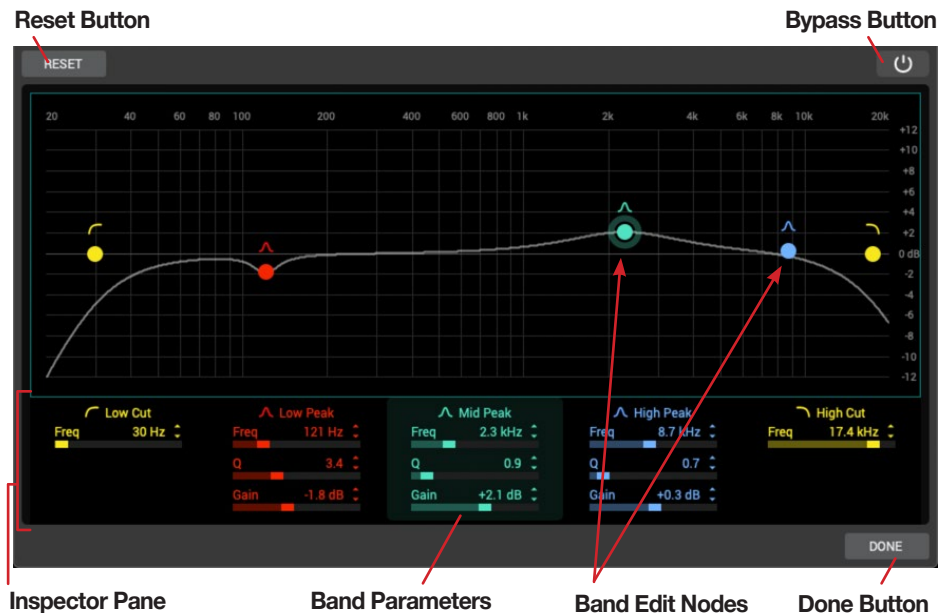 Reset Button
Bypass Button
RESET
20 40 60 80 100 200 400 600 800 1k 2k 4k 6k 8k 10k 20k
+12
+10
+8
+6
+4
+2
0 dB
-2
-4
-6
-8
-10
-12
Low Cut
Freq 30 Hz
Low Peak
Freq 121 Hz
Q 3.4
Gain -1.8 dB
Mid Peak
Freq 2.3 kHz
Q 0.9
Gain +2.1 dB
High Peak
Freq 8.7 kHz
Q 0.7
Gain +0.3 dB
High Cut
Freq 17.4 kHz
DONE
Inspector Pane
Band Parameters
Band Edit Nodes
Done Button